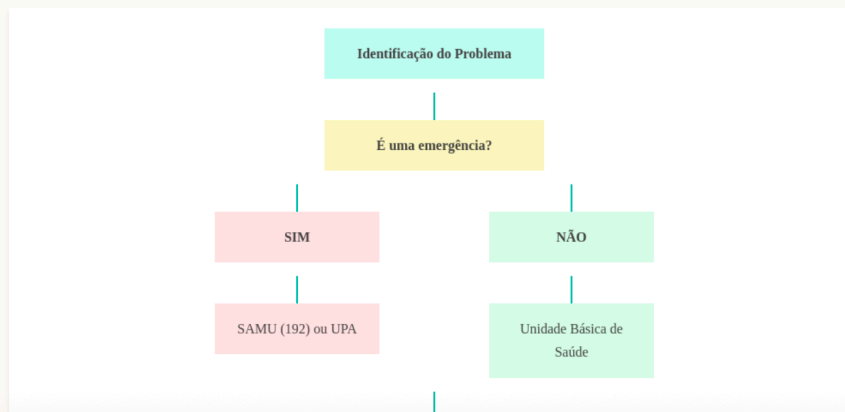 Identificação do Problema
É uma emergência?
SIM
NÃO
SAMU (192) ou UPA
Unidade Básica de
Saúde